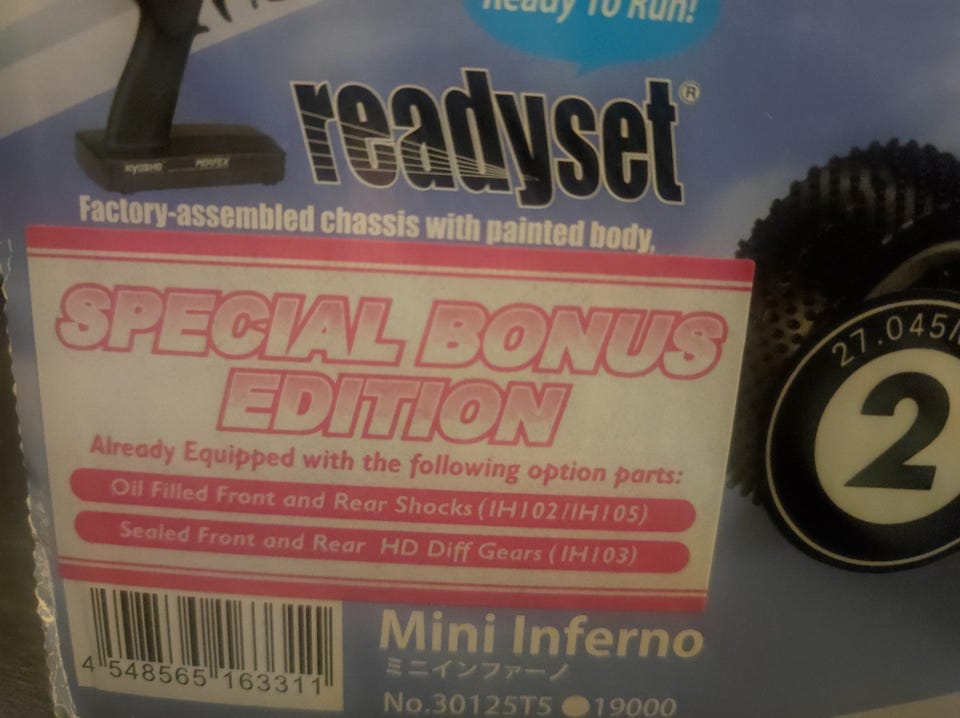 Ready To Run!
readyset®
KYOSHO PERFEX
Factory-assembled chassis with painted body.
SPECIAL BONUS
EDITION
Already Equipped with the following option parts:
Oil Filled Front and Rear Shocks (IH102/IH105)
Sealed Front and Rear HD Diff Gears (IH103)
27.045/
2
4 548565 163311
Mini Inferno
ミニインファーノ
No.30125T5 ●19000